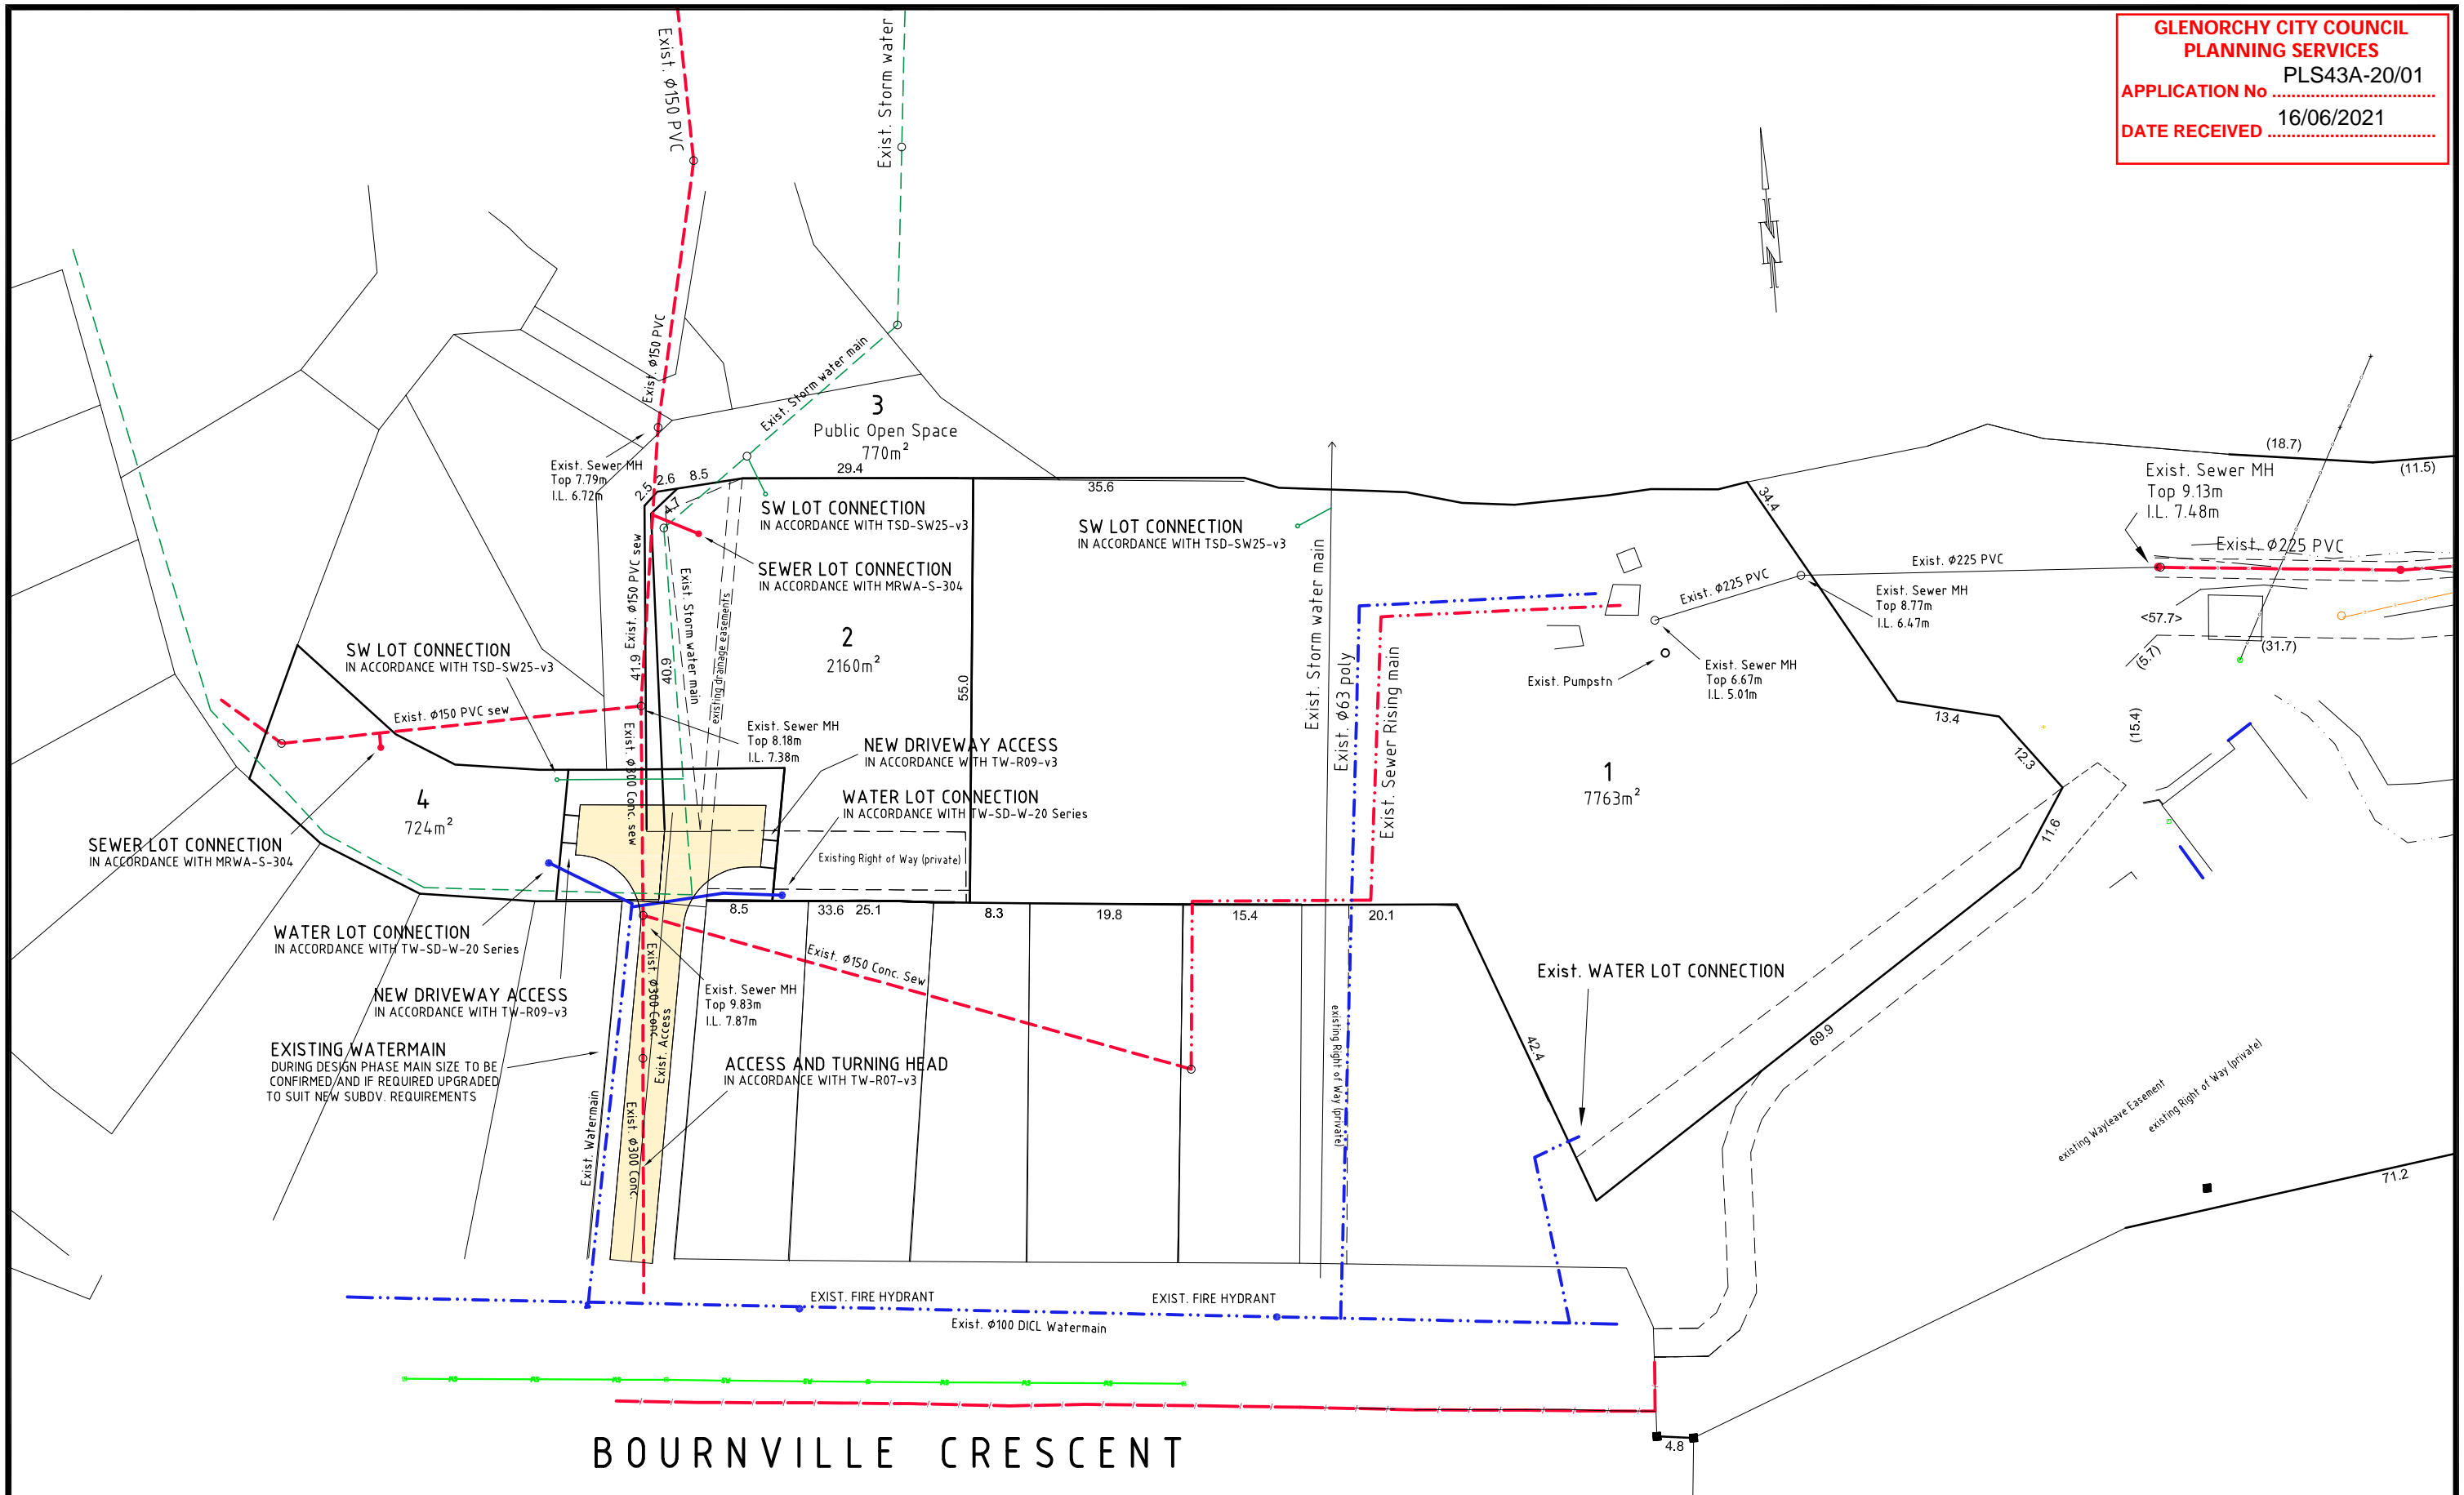 GLENORCHY CITY COUNCIL
PLANNING SERVICES
PLS43A-20/01
APPLICATION No
16/06/2021
DATE RECEIVED
Exist. Ø150 PVC
Exist. Storm water
Exist. Ø150 PVC
Exist. Storm water main
3
Public Open Space
770m²
Exist. Sewer MH
Top 7.79m
I.L. 6.72m
2.5
2.6
8.5
4.7
29.4
35.6
34.4
(18.7)
(11.5)
Exist. Sewer MH
Top 9.13m
I.L. 7.48m
Exist. Ø225 PVC
SW LOT CONNECTION
IN ACCORDANCE WITH TSD-SW25-v3
SW LOT CONNECTION
IN ACCORDANCE WITH TSD-SW25-v3
SEWER LOT CONNECTION
IN ACCORDANCE WITH MRWA-S-304
Exist. Ø225 PVC
Exist. Ø225 PVC
Exist. Sewer MH
Top 8.77m
I.L. 6.47m
<57.7>
(31.7)
(5.7)
(15.4)
Exist. Ø150 PVC sew
41.9
40.9
Exist. Storm water main
existing drainage easements
2
2160m²
55.0
Exist. Storm water main
Exist. Ø63 poly
Exist. Sewer Rising main
Exist. Pumpstn
Exist. Sewer MH
Top 6.67m
I.L. 5.01m
13.4
12.3
11.6
1
7763m²
SW LOT CONNECTION
IN ACCORDANCE WITH TSD-SW25-v3
Exist. Ø150 PVC sew
Exist. Sewer MH
Top 8.18m
I.L. 7.38m
Exist. Ø300 Conc. sew
NEW DRIVEWAY ACCESS
IN ACCORDANCE WITH TW-R09-v3
WATER LOT CONNECTION
IN ACCORDANCE WITH TW-SD-W-20 Series
4
724m²
SEWER LOT CONNECTION
IN ACCORDANCE WITH MRWA-S-304
Existing Right of Way (private)
8.5
33.6
25.1
8.3
19.8
15.4
20.1
WATER LOT CONNECTION
IN ACCORDANCE WITH TW-SD-W-20 Series
Exist. Ø150 Conc. Sew
Exist. WATER LOT CONNECTION
NEW DRIVEWAY ACCESS
IN ACCORDANCE WITH TW-R09-v3
Exist. Ø300 Conc.
Exist. Access
Exist. Sewer MH
Top 9.83m
I.L. 7.87m
existing Right of Way (private)
42.4
69.9
EXISTING WATERMAIN
DURING DESIGN PHASE MAIN SIZE TO BE
CONFIRMED AND IF REQUIRED UPGRADED
TO SUIT NEW SUBDV. REQUIREMENTS
ACCESS AND TURNING HEAD
IN ACCORDANCE WITH TW-R07-v3
Exist. Watermain
Exist. Ø300 Conc.
existing Wayleave Easement
existing Right of Way (private)
71.2
EXIST. FIRE HYDRANT
EXIST. FIRE HYDRANT
Exist. Ø100 DICL Watermain
BOURNVILLE CRESCENT
4.8